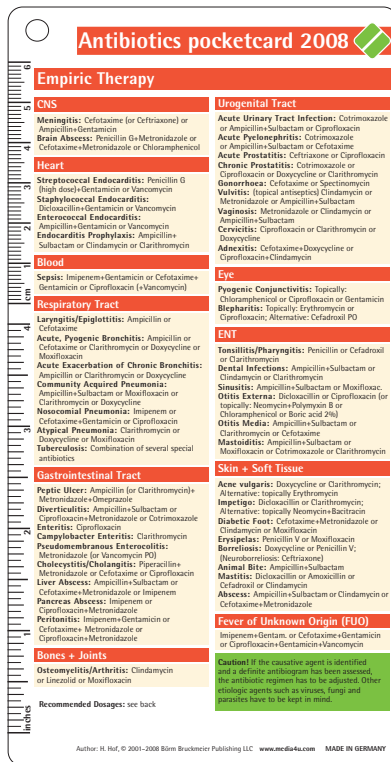 Antibiotics pocketcard 2008
Empiric Therapy
CNS
Meningitis: Cefotaxime (or Ceftriaxone) or
Ampicillin+Gentamicin
Brain Abscess: Penicillin G+Metronidazole or
Cefotaxime+Metronidazole or Chloramphenicol
Heart
Streptococcal Endocarditis: Penicillin G
(high dose)+Gentamicin or Vancomycin
Staphylococcal Endocarditis:
Dicloxacillin+Gentamicin or Vancomycin
Enterococcal Endocarditis:
Ampicillin+Gentamicin or Vancomycin
Endocarditis Prophylaxis: Ampicillin+
Sulbactam or Clindamycin or Clarithromycin
Blood
Sepsis: Imipenem+Gentamicin or Cefotaxime+
Gentamicin or Ciprofloxacin (+Vancomycin)
Respiratory Tract
Laryngitis/Epiglottitis: Ampicillin or
Cefotaxime
Acute, Pyogenic Bronchitis: Ampicillin or
Cefotaxime or Clarithromycin or Doxycycline or
Moxifloxacin
Acute Exacerbation of Chronic Bronchitis:
Ampicillin or Clarithromycin or Doxycycline
Community Acquired Pneumonia:
Ampicillin+Sulbactam or Moxifloxacin or
Clarithromycin or Doxycycline
Nosocomial Pneumonia: Imipenem or
Cefotaxime+Gentamicin or Ciprofloxacin
Atypical Pneumonia: Clarithromycin or
Doxycycline or Moxifloxacin
Tuberculosis: Combination of several special
antibiotics
Gastrointestinal Tract
Peptic Ulcer: Ampicillin (or Clarithromycin)+
Metronidazole+Omeprazole
Diverticulitis: Ampicillin+Sulbactam or
Ciprofloxacin+Metronidazole or Cotrimoxazole
Enteritis: Ciprofloxacin
Campylobacter Enteritis: Clarithromycin
Pseudomembranous Enterocolitis:
Metronidazole (or Vancomycin PO)
Cholecystitis/Cholangitis: Piperacillin+
Metronidazole or Cefotaxime or Ciprofloxacin
Liver Abscess: Ampicillin+Sulbactam or
Cefotaxime+Metronidazole or Imipenem
Pancreas Abscess: Imipenem or
Ciprofloxacin+Metronidazole
Peritonitis: Imipenem+Gentamicin or
Cefotaxime+ Metronidazole or
Ciprofloxacin+Metronidazole
Bones + Joints
Osteomyelitis/Arthritis: Clindamycin
or Linezolid or Moxifloxacin
Recommended Dosages: see back
Urogenital Tract
Acute Urinary Tract Infection: Cotrimoxazole
or Ampicillin+Sulbactam or Ciprofloxacin
Acute Pyelonephritis: Cotrimoxazole or
Ampicillin+Sulbactam or Cefotaxime
Acute Prostatitis: Ceftriaxone or Ciprofloxacin
Chronic Prostatitis: Cotrimoxazole or
Ciprofloxacin or Doxycycline or Clarithromycin
Gonorrhoea: Cefotaxime or Spectinomycin
Vulvitis: (topical antiseptics) Clindamycin or
Metronidazole or Ampicillin+Sulbactam
Vaginosis: Metronidazole or Clindamycin or
Ampicillin+Sulbactam
Cervicitis: Ciprofloxacin or Clarithromycin or
Doxycycline
Adnexitis: Cefotaxime+Doxycycline or
Ciprofloxacin+Clindamycin
Eye
Pyogenic Conjunctivitis: Topically:
Chloramphenicol or Ciprofloxacin or Gentamicin
Blepharitis: Topically: Erythromycin or
Ciprofloxacin; Alternative: Cefadroxil PO
ENT
Tonsillitis/Pharyngitis: Penicillin or Cefadroxil
or Clarithromycin
Dental Infections: Ampicillin+Sulbactam or
Clindamycin or Clarithromycin
Sinusitis: Ampicillin+Sulbactam or Moxifloxac.
Otitis Externa: Dicloxacillin or Ciprofloxacin (or
topically: Neomycin+Polymyxin B or
Chloramphenicol or Boric acid 2%)
Otitis Media: Ampicillin+Sulbactam or
Clarithromycin or Cefotaxime
Mastoiditis: Ampicillin+Sulbactam or
Moxifloxacin or Cotrimoxazole or Clarithromycin
Skin + Soft Tissue
Acne vulgaris: Doxycycline or Clarithromycin;
Alternative: topically Erythromycin
Impetigo: Dicloxacillin or Clarithromycin;
Alternative: topically Neomycin+Bacitracin
Diabetic Foot: Cefotaxime+Metronidazole or
Clindamycin or Moxifloxacin
Erysipelas: Penicillin V or Moxifloxacin
Borreliosis: Doxycycline or Penicillin V;
(Neuroborreliosis: Ceftriaxone)
Animal Bite: Ampicillin+Sulbactam
Mastitis: Dicloxacillin or Amoxicillin or
Cefadroxil or Clindamycin
Abscess: Ampicillin+Sulbactam or Clindamycin or
Cefotaxime+Metronidazole
Fever of Unknown Origin (FUO)
Imipenem+Gentam. or Cefotaxime+Gentamicin
or Ciprofloxacin+Gentamicin+Vancomycin
Caution! If the causative agent is identified
and a definite antibiogram has been assessed,
the antibiotic regimen has to be adjusted. Other
etiologic agents such as viruses, fungi and
parasites have to be kept in mind.
6
5
4
3
2
1
cm
4
3
2
1
inches
Author: H. Hof, © 2001-2008 Börm Bruckmeier Publishing LLC www.media4u.com MADE IN GERMANY